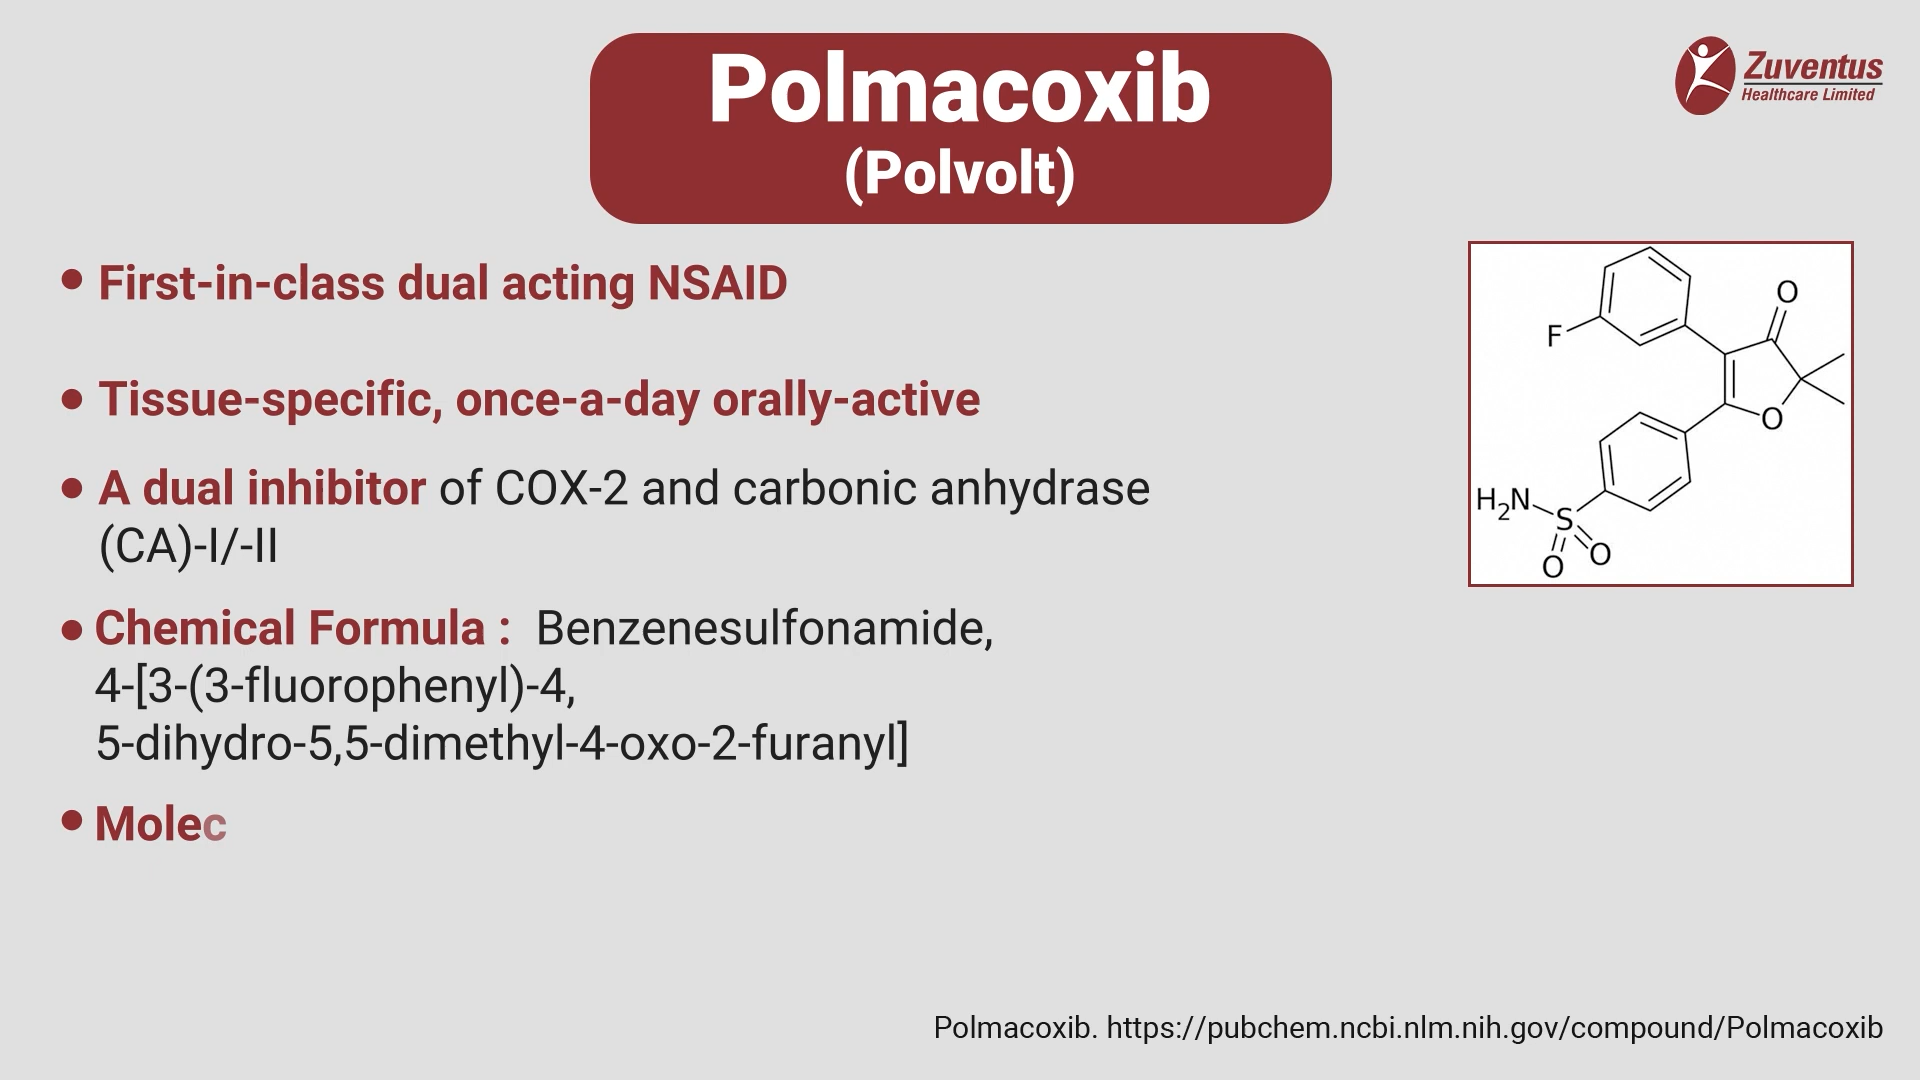 Polmacoxib
(Polvolt)
Zuventus
Healthcare Limited
• First-in-class dual acting NSAID
• Tissue-specific, once-a-day orally-active
• A dual inhibitor of COX-2 and carbonic anhydrase
(CA)-I/-II
• Chemical Formula : Benzenesulfonamide,
4-[3-(3-fluorophenyl)-4,
5-dihydro-5,5-dimethyl-4-oxo-2-furanyl]
• Molec
O
F
O
H₂N
S
O
O
Polmacoxib. https://pubchem.ncbi.nlm.nih.gov/compound/Polmacoxib